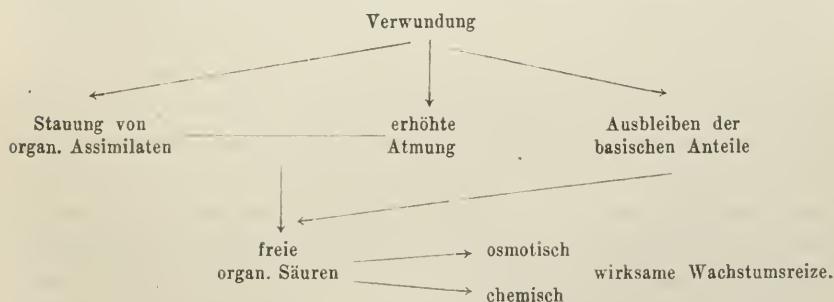 Verwundung
Stauung von
organ. Assimilaten
erhöhte
Atmung
Ausbleiben der
basischen Anteile
freie
organ. Säuren
osmotisch
chemisch
wirksame Wachstumsreize.